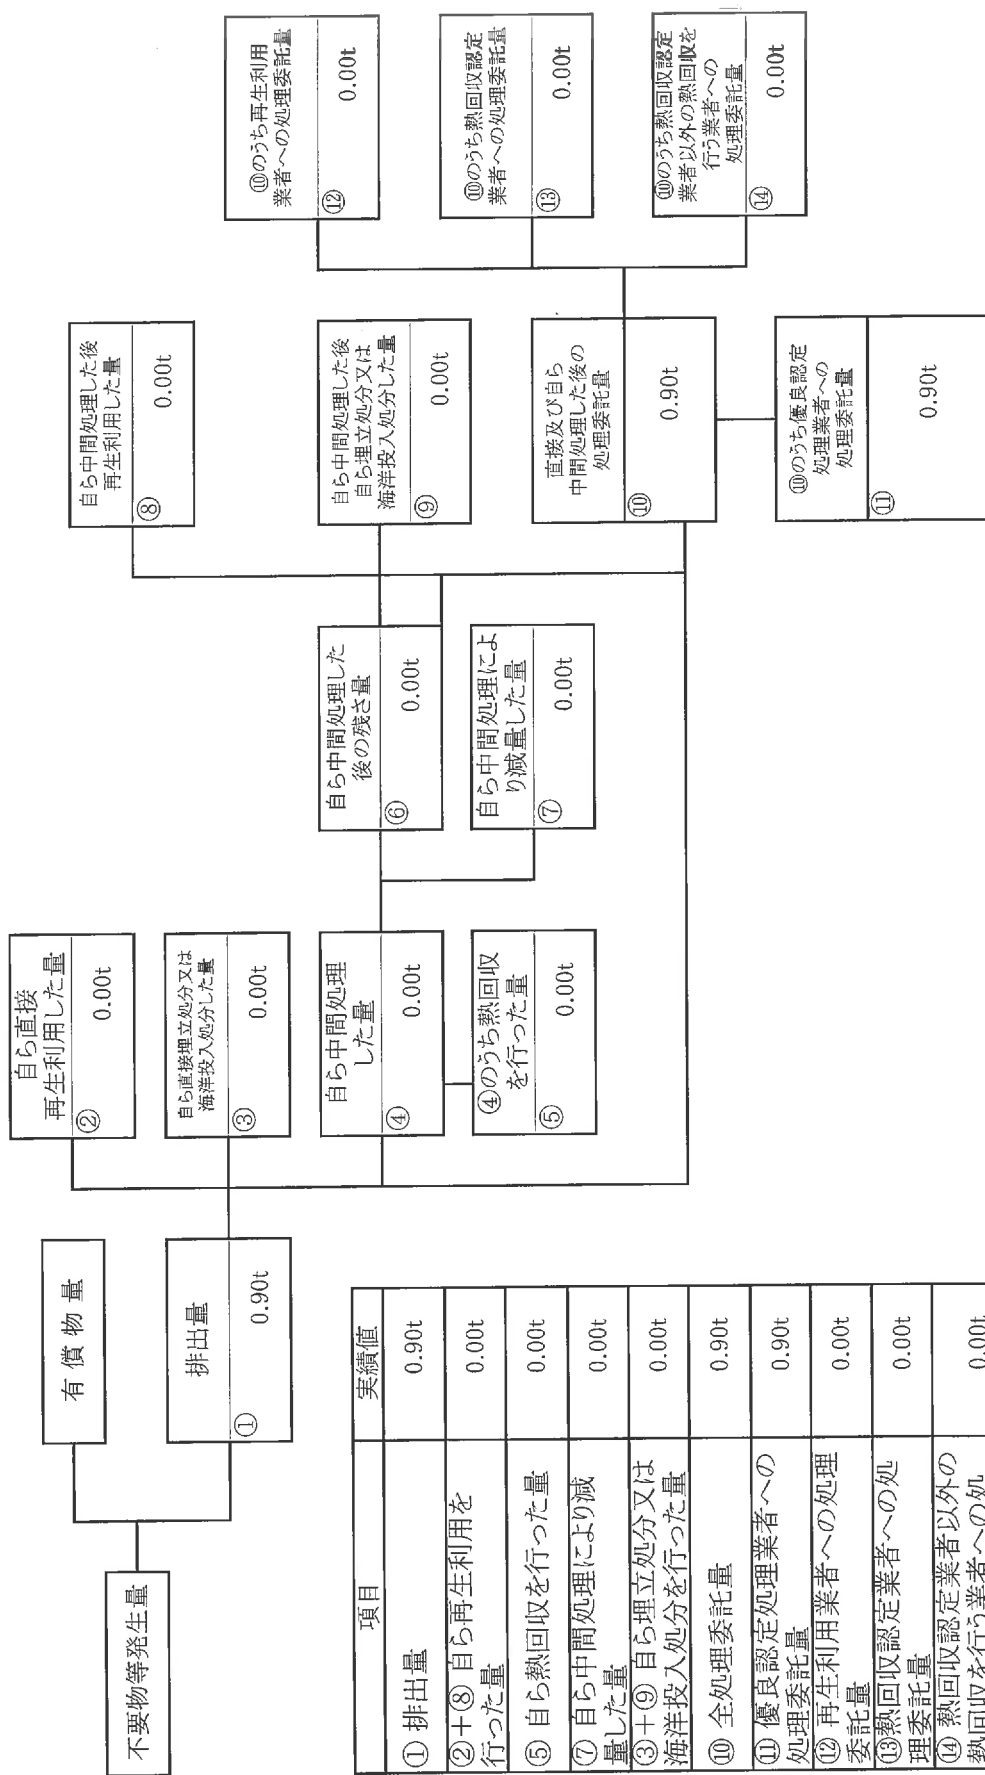 不要物等発生量
有償物量
排出量
①
0.90t
自ら直接
再生利用した量
②
0.00t
自ら直接埋立処分又は
海洋投入処分した量
③
0.00t
自ら中間処理
した量
④
0.00t
④のうち熱回収
を行った量
⑤
0.00t
自ら中間処理した
後の残さ量
⑥
0.00t
自ら中間処理によ
り減量した量
⑦
0.00t
自ら中間処理した後
再生利用した量
⑧
0.00t
自ら中間処理した後
自ら埋立処分又は
海洋投入処分した量
⑨
0.00t
直接及び自ら
中間処理した後の
処理委託量
⑩
0.90t
⑩のうち優良認定
処理業者への
処理委託量
⑪
0.90t
⑩のうち再生利用
業者への処理委託量
⑫
0.00t
⑩のうち熱回収認定
業者への処理委託量
⑬
0.00t
⑩のうち熱回収認定
業者以外の熱回収を
行う業者への
処理委託量
⑭
0.00t
項目 実績値
① 排出量 0.90t
②+⑧ 自ら再生利用を
行った量 0.00t
⑤ 自ら熱回収を行った量 0.00t
⑦ 自ら中間処理により減
量した量 0.00t
③+⑨ 自ら埋立処分又は
海洋投入処分を行った量 0.00t
⑩ 全処理委託量 0.90t
⑪ 優良認定処理業者への
処理委託量 0.90t
⑫ 再生利用業者への処理
委託量 0.00t
⑬熱回収認定業者への処
理委託量 0.00t
⑭ 熱回収認定業者以外の
熱回収を行う業者への処 0.00t